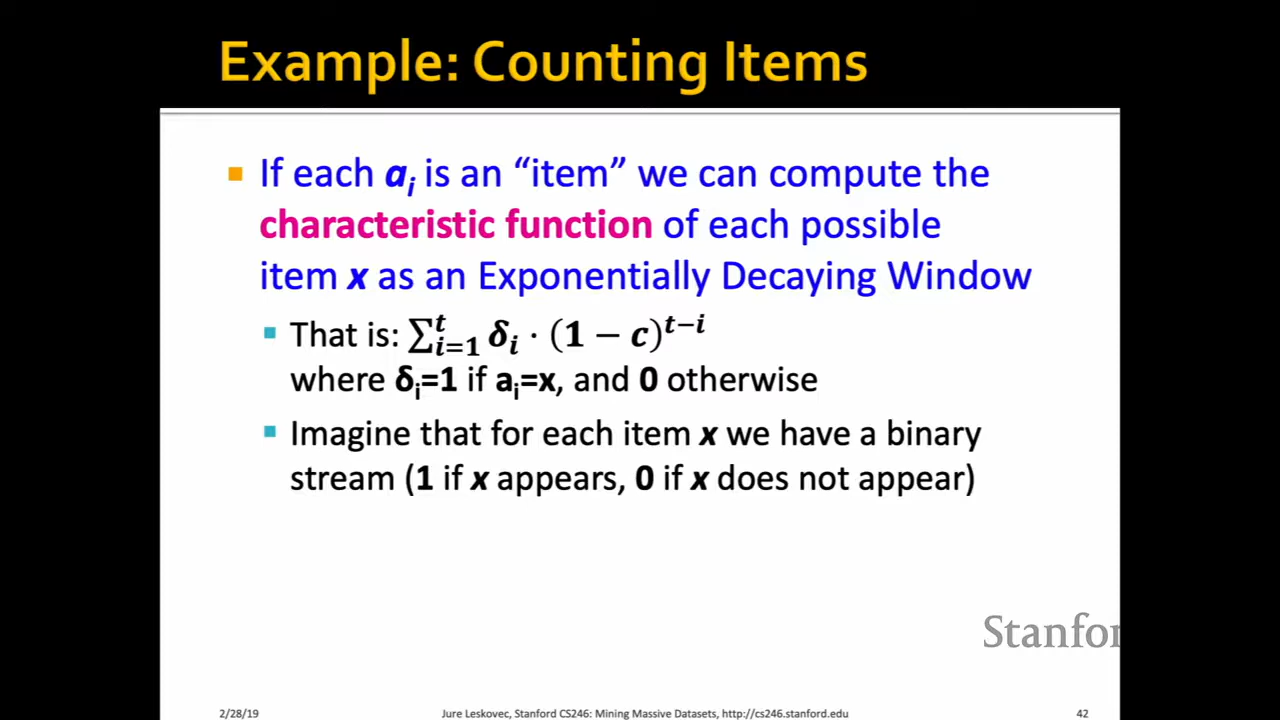 Example: Counting Items
If each aᵢ is an “item” we can compute the
characteristic function of each possible
item x as an Exponentially Decaying Window
That is: ∑ᵢ₌₁ᵗ δᵢ · (1 − c)ᵗ⁻ⁱ
where δᵢ=1 if aᵢ=x, and 0 otherwise
Imagine that for each item x we have a binary
stream (1 if x appears, 0 if x does not appear)
Stanfor
2/28/19 Jure Leskovec, Stanford CS246: Mining Massive Datasets, http://cs246.stanford.edu 42